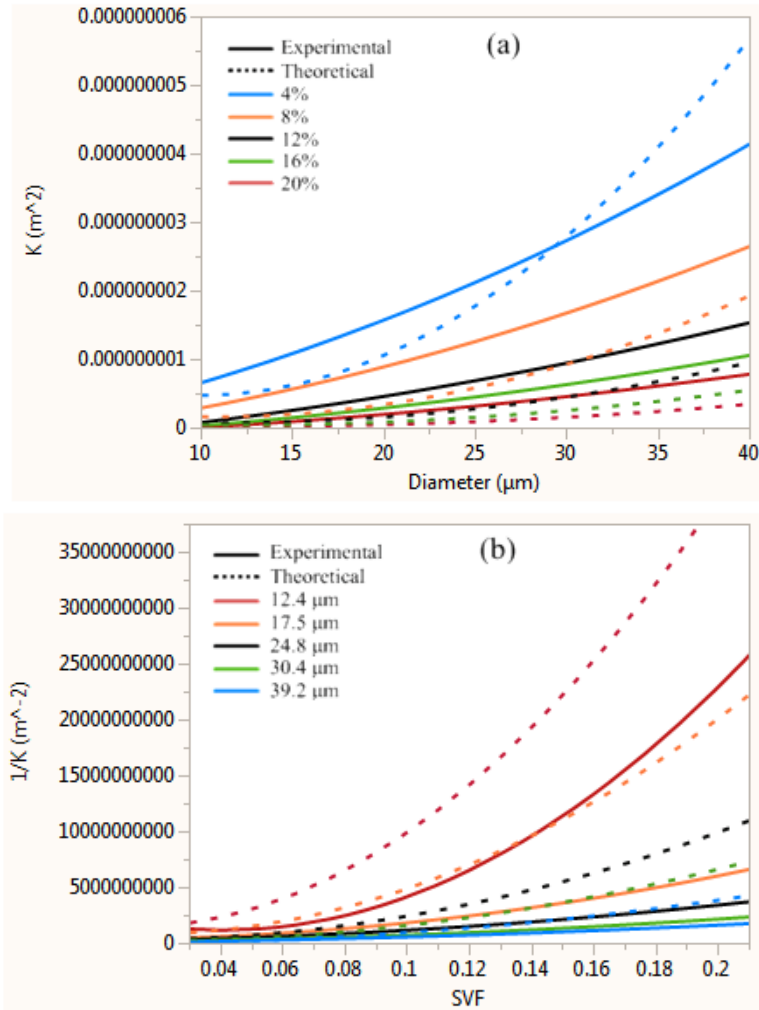 0.000000006
(a)
Experimental
Theoretical
0.000000005
4%
8%
0.000000004
12%
16%
20%
0.000000003
K (m^2)
0.000000002
0.000000001
0
10 15 20 25 30 35 40
Diameter (µm)
(b)
35000000000
Experimental
Theoretical
30000000000
12.4 µm
17.5 µm
25000000000
24.8 µm
30.4 µm
39.2 µm
20000000000
1/K (m^-2)
15000000000
10000000000
5000000000
0
0.04 0.06 0.08 0.1 0.12 0.14 0.16 0.18 0.2
SVF